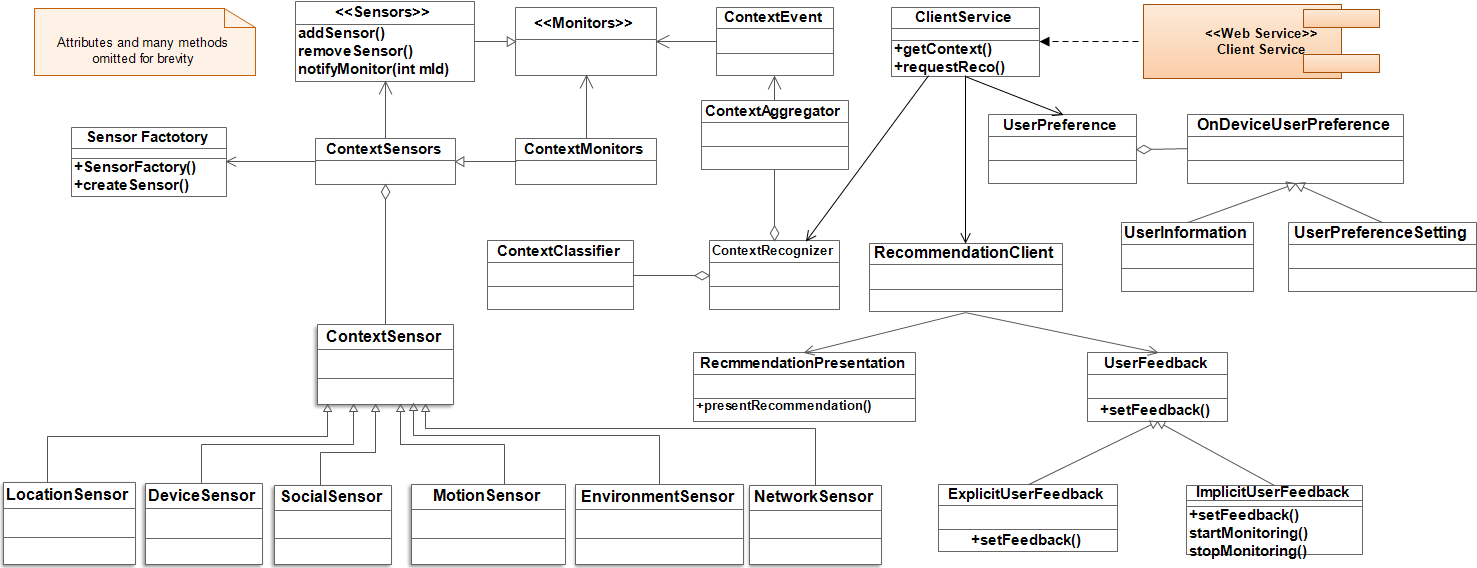 Attributes and many methods
omitted for brevity
<<Sensors>>
addSensor()
removeSensor()
notifyMonitor(int mId)
<<Monitors>>
ContextEvent
ClientService
+getContext()
+requestReco()
<<Web Service>>
Client Service
Sensor Factotory
+SensorFactory()
+createSensor()
ContextSensors
ContextMonitors
ContextAggregator
UserPreference
OnDeviceUserPreference
UserInformation
UserPreferenceSetting
ContextClassifier
ContextRecognizer
RecommendationClient
ContextSensor
RecmmendationPresentation
+presentRecommendation()
UserFeedback
+setFeedback()
LocationSensor
DeviceSensor
SocialSensor
MotionSensor
EnvironmentSensor
NetworkSensor
ExplicitUserFeedback
+setFeedback()
ImplicitUserFeedback
+setFeedback()
startMonitoring()
stopMonitoring()